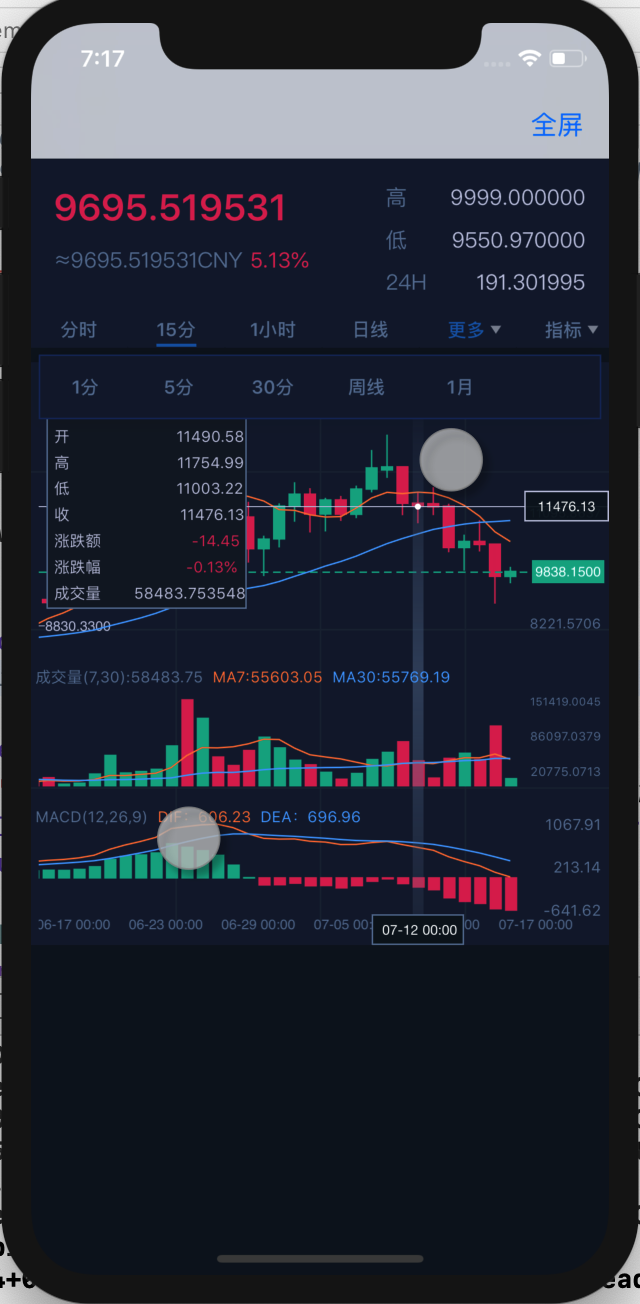 7:17
全屏
9695.519531
高 9999.000000
≈9695.519531CNY 5.13%
低 9550.970000
24H 191.301995
分时 15分 1小时 日线 更多 指标
1分 5分 30分 周线 1月
开 11490.58
高 11754.99
低 11003.22
收 11476.13
涨跌额 -14.45
涨跌幅 -0.13%
成交量 58483.753548
11476.13
9838.1500
8830.3300
8221.5706
成交量(7,30):58483.75 MA7:55603.05 MA30:55769.19
151419.0045
86097.0379
20775.0713
MACD(12,26,9) DIF: 606.23 DEA: 696.96
1067.91
213.14
-641.62
06-17 00:00 06-23 00:00 06-29 00:00 07-05 00: 07-12 00:00 00 07-17 00:00